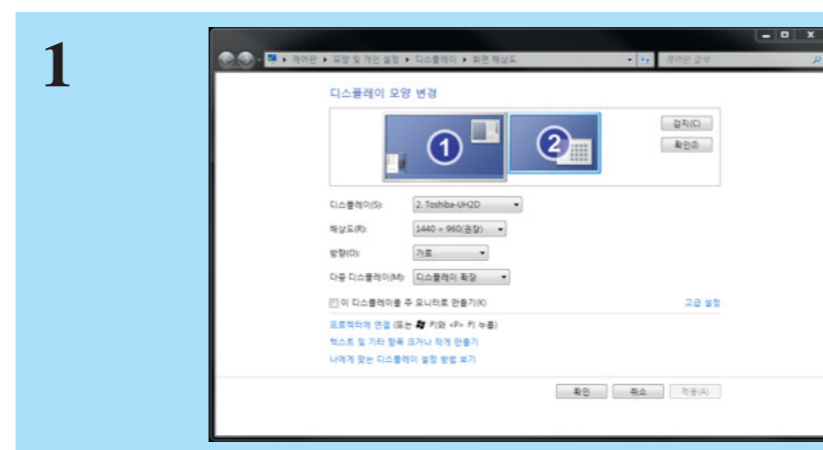 1
제어판 ▸ 모양 및 개인 설정 ▸ 디스플레이 ▸ 화면 해상도
제어판 검색
디스플레이 모양 변경
1
2
검지(C)
확인(I)
디스플레이(S): 2. Toshiba-UH2D
해상도(R): 1440 × 960(권장)
방향(O): 가로
다중 디스플레이(M): 디스플레이 확장
이 디스플레이를 주 모니터로 만들기(K)
고급 설정
프로젝터에 연결 (또는 키와 <P> 키 누름)
텍스트 및 기타 항목 크거나 작게 만들기
나에게 맞는 디스플레이 설정 방법 보기
확인 취소 적용(A)